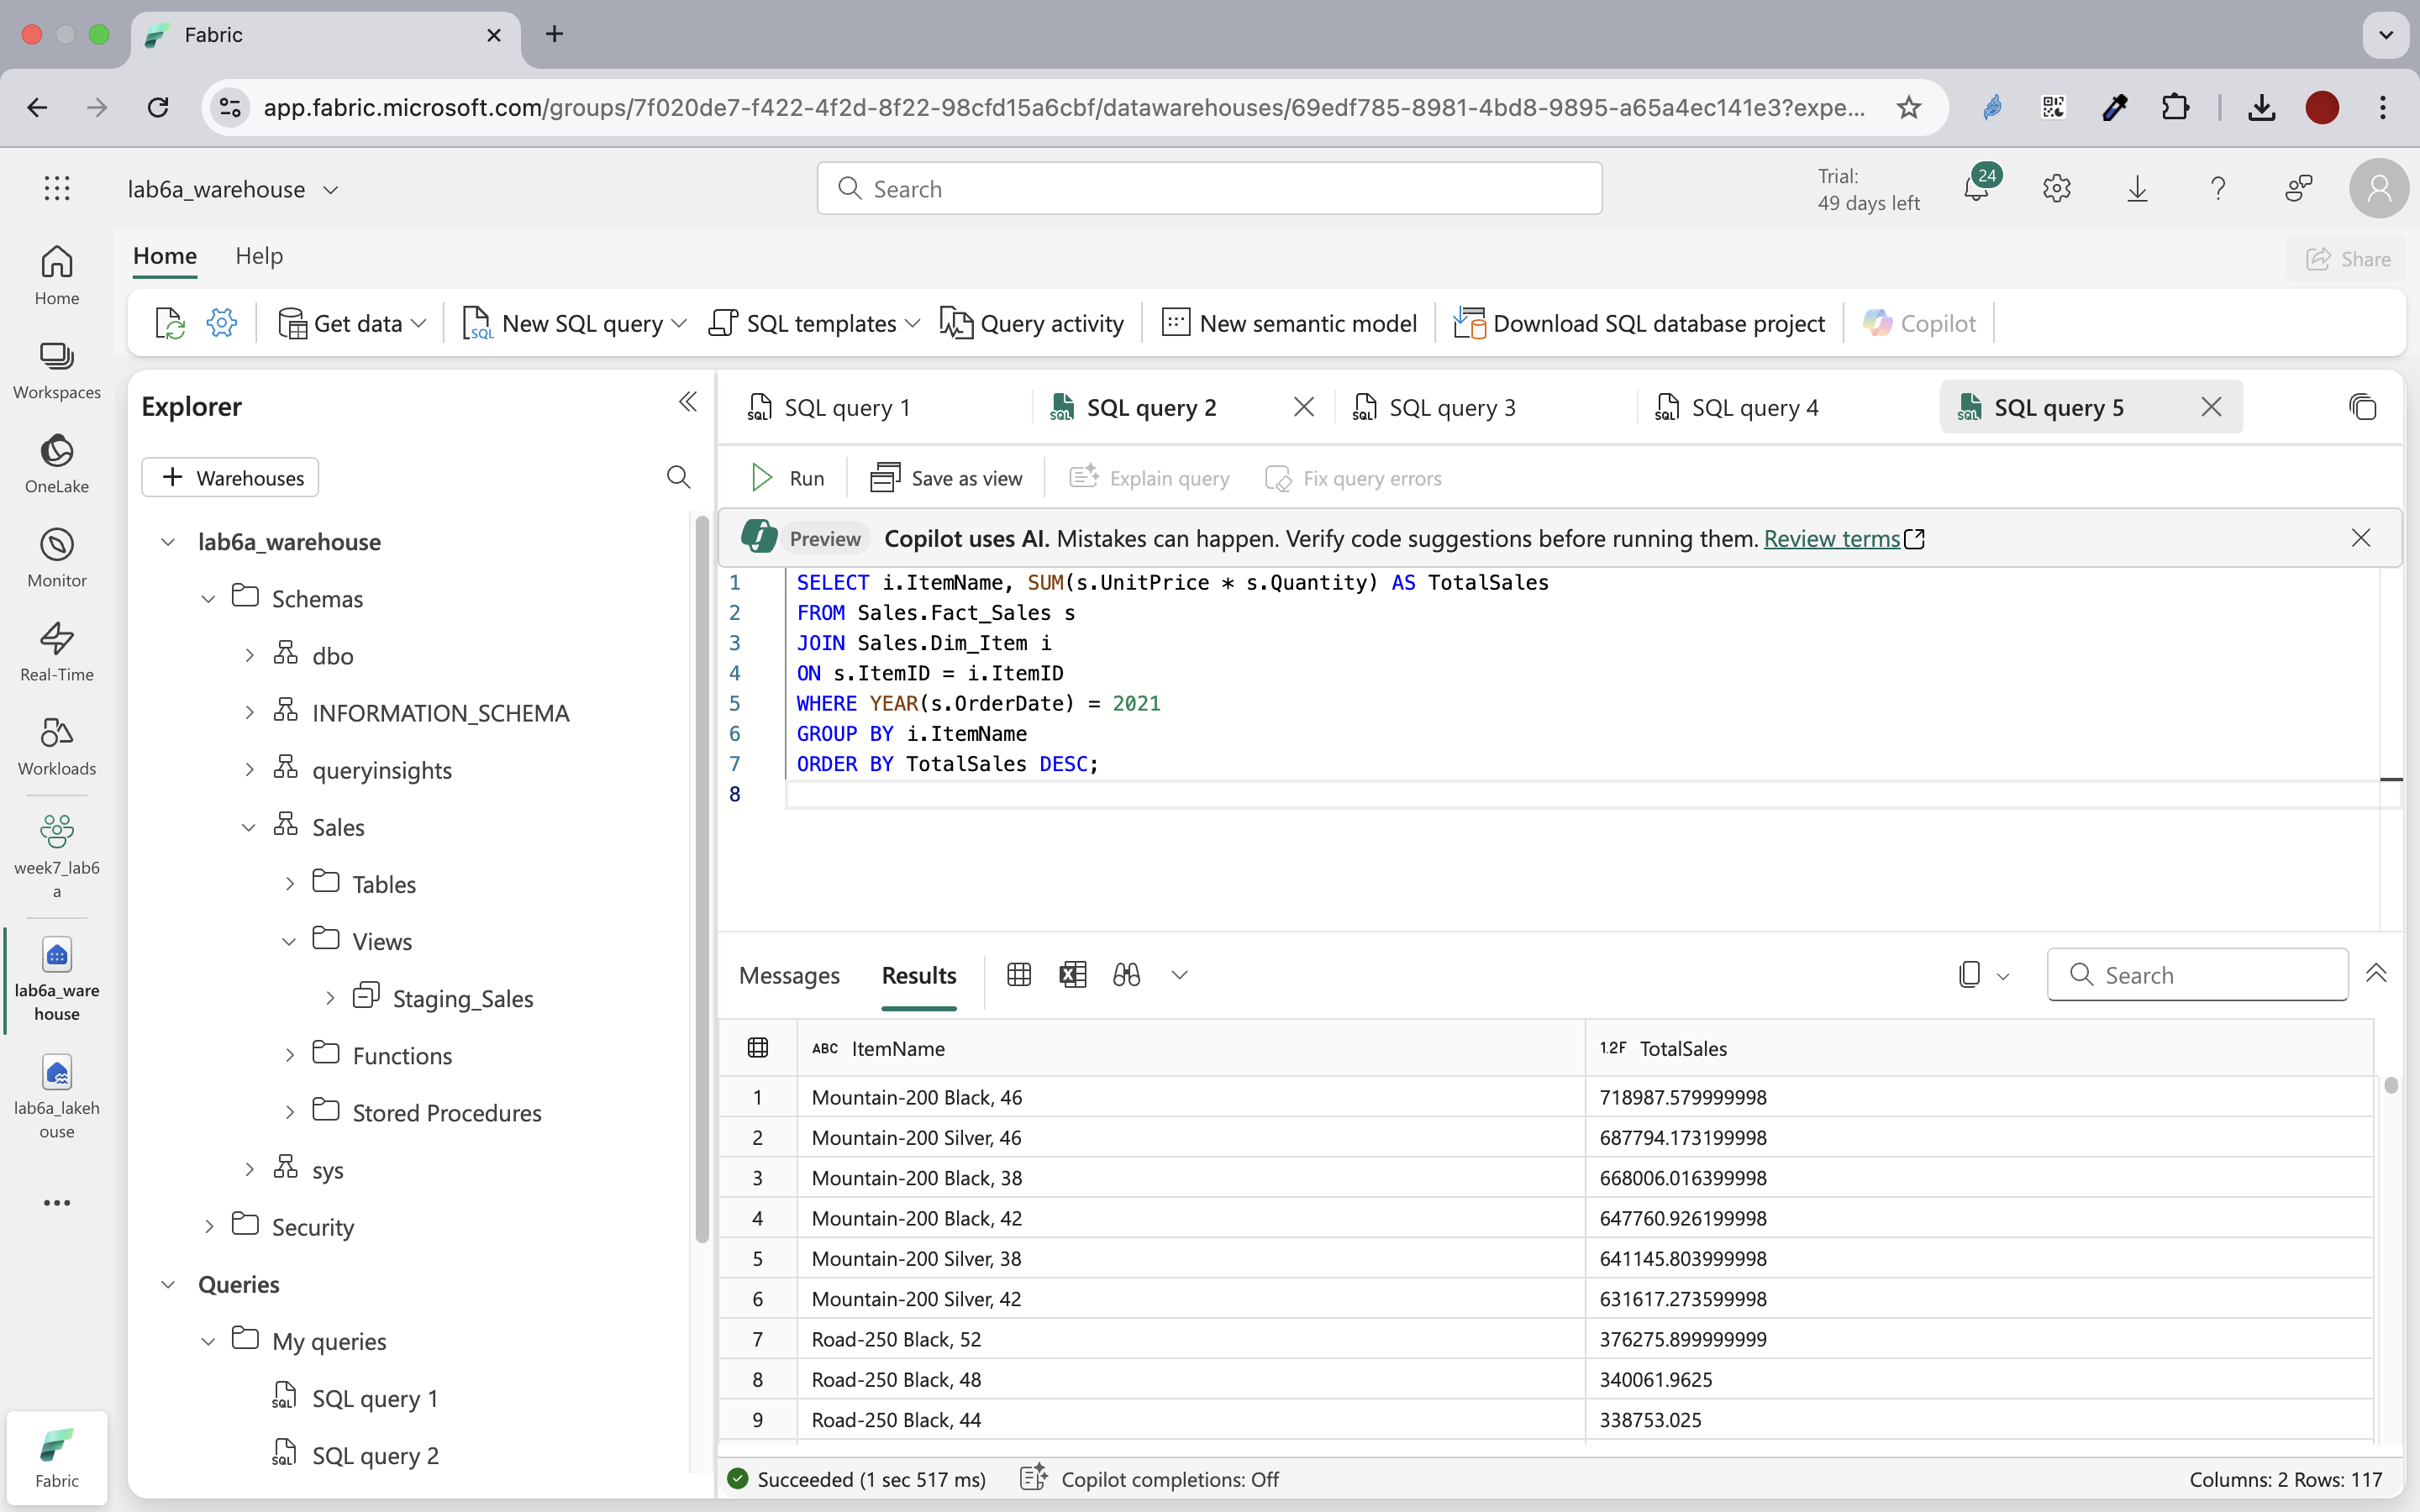 Fabric
app.fabric.microsoft.com/groups/7f020de7-f422-4f2d-8f22-98cfd15a6cbf/datawarehouses/69edf785-8981-4bd8-9895-a65a4ec141e3?expe...
lab6a_warehouse
Search
Trial:
49 days left
24
Home Help
Share
Get data
New SQL query
SQL templates
Query activity
New semantic model
Download SQL database project
Copilot
Home
Workspaces
OneLake
Monitor
Real-Time
Workloads
week7_lab6
a
lab6a_ware
house
lab6a_lakeh
ouse
Fabric
Explorer
Warehouses
lab6a_warehouse
Schemas
dbo
INFORMATION_SCHEMA
queryinsights
Sales
Tables
Views
Staging_Sales
Functions
Stored Procedures
sys
Security
Queries
My queries
SQL query 1
SQL query 2
SQL query 1
SQL query 2
SQL query 3
SQL query 4
SQL query 5
Run
Save as view
Explain query
Fix query errors
Preview Copilot uses AI. Mistakes can happen. Verify code suggestions before running them. Review terms
1 SELECT i.ItemName, SUM(s.UnitPrice * s.Quantity) AS TotalSales
2 FROM Sales.Fact_Sales s
3 JOIN Sales.Dim_Item i
4 ON s.ItemID = i.ItemID
5 WHERE YEAR(s.OrderDate) = 2021
6 GROUP BY i.ItemName
7 ORDER BY TotalSales DESC;
8
Messages Results
Search
ABC ItemName 1.2F TotalSales
1 Mountain-200 Black, 46 718987.579999998
2 Mountain-200 Silver, 46 687794.173199998
3 Mountain-200 Black, 38 668006.016399998
4 Mountain-200 Black, 42 647760.926199998
5 Mountain-200 Silver, 38 641145.803999998
6 Mountain-200 Silver, 42 631617.273599998
7 Road-250 Black, 52 376275.899999999
8 Road-250 Black, 48 340061.9625
9 Road-250 Black, 44 338753.025
Succeeded (1 sec 517 ms)
Copilot completions: Off
Columns: 2 Rows: 117